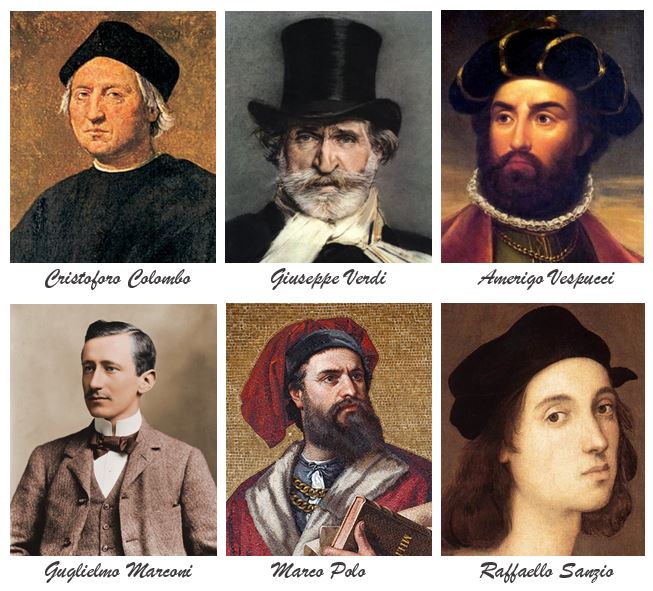 Cristoforo Colombo
Giuseppe Verdi
Amerigo Vespucci
Guglielmo Marconi
Marco Polo
Raffaello Sanzio